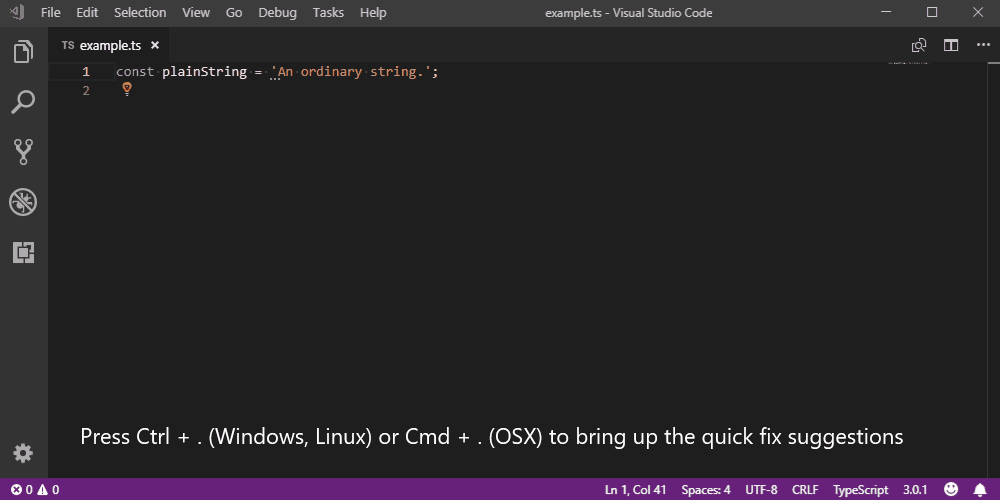 File Edit Selection View Go Debug Tasks Help example.ts - Visual Studio Code
TS example.ts ×
1 const plainString = 'An ordinary string.';
2
Press Ctrl + . (Windows, Linux) or Cmd + . (OSX) to bring up the quick fix suggestions
0 0 Ln 1, Col 41 Spaces: 4 UTF-8 CRLF TypeScript 3.0.1